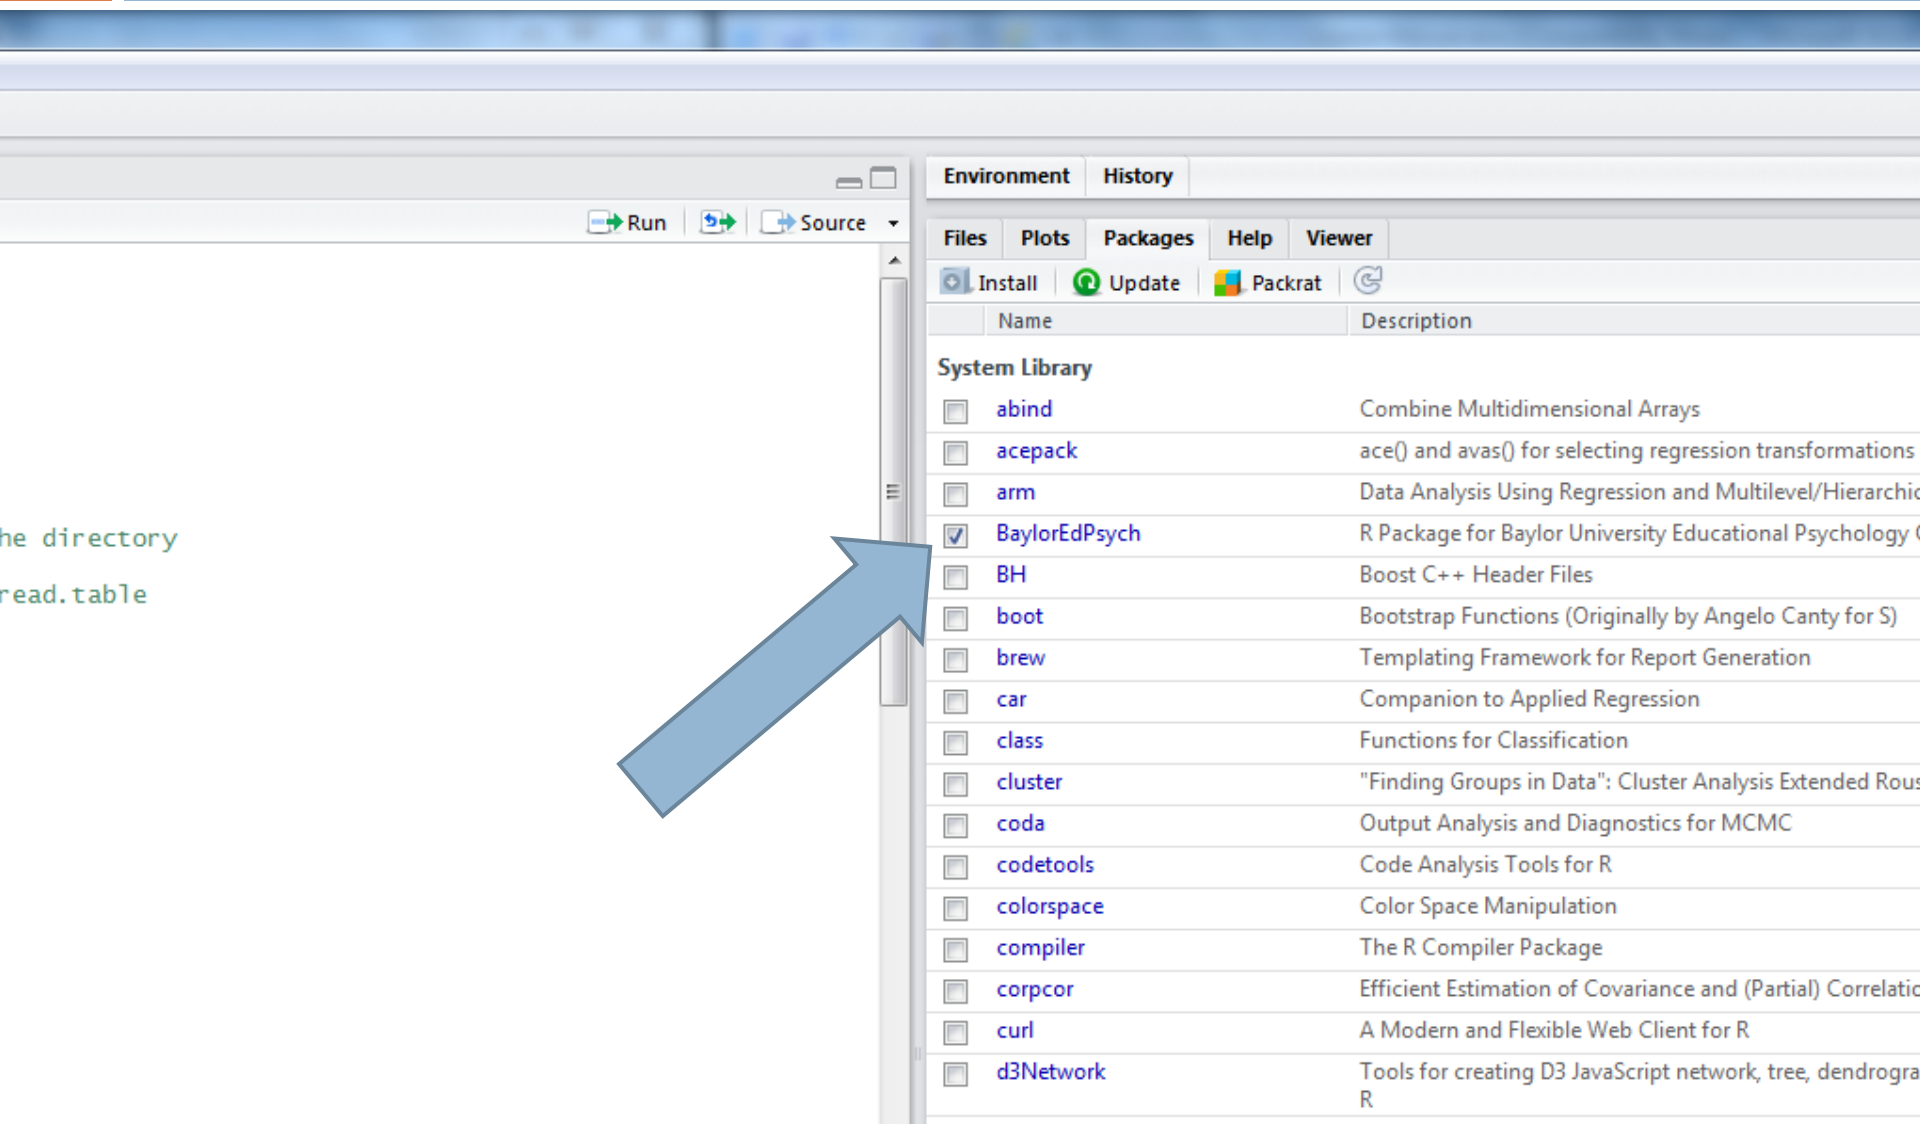 Run
Source
he directory
read.table
Environment History
Files Plots Packages Help Viewer
Install Update Packrat
Name Description
System Library
abind Combine Multidimensional Arrays
acepack ace() and avas() for selecting regression transformations
arm Data Analysis Using Regression and Multilevel/Hierarchic
BaylorEdPsych R Package for Baylor University Educational Psychology
BH Boost C++ Header Files
boot Bootstrap Functions (Originally by Angelo Canty for S)
brew Templating Framework for Report Generation
car Companion to Applied Regression
class Functions for Classification
cluster "Finding Groups in Data": Cluster Analysis Extended Rous
coda Output Analysis and Diagnostics for MCMC
codetools Code Analysis Tools for R
colorspace Color Space Manipulation
compiler The R Compiler Package
corpcor Efficient Estimation of Covariance and (Partial) Correlatio
curl A Modern and Flexible Web Client for R
d3Network Tools for creating D3 JavaScript network, tree, dendrogra
R